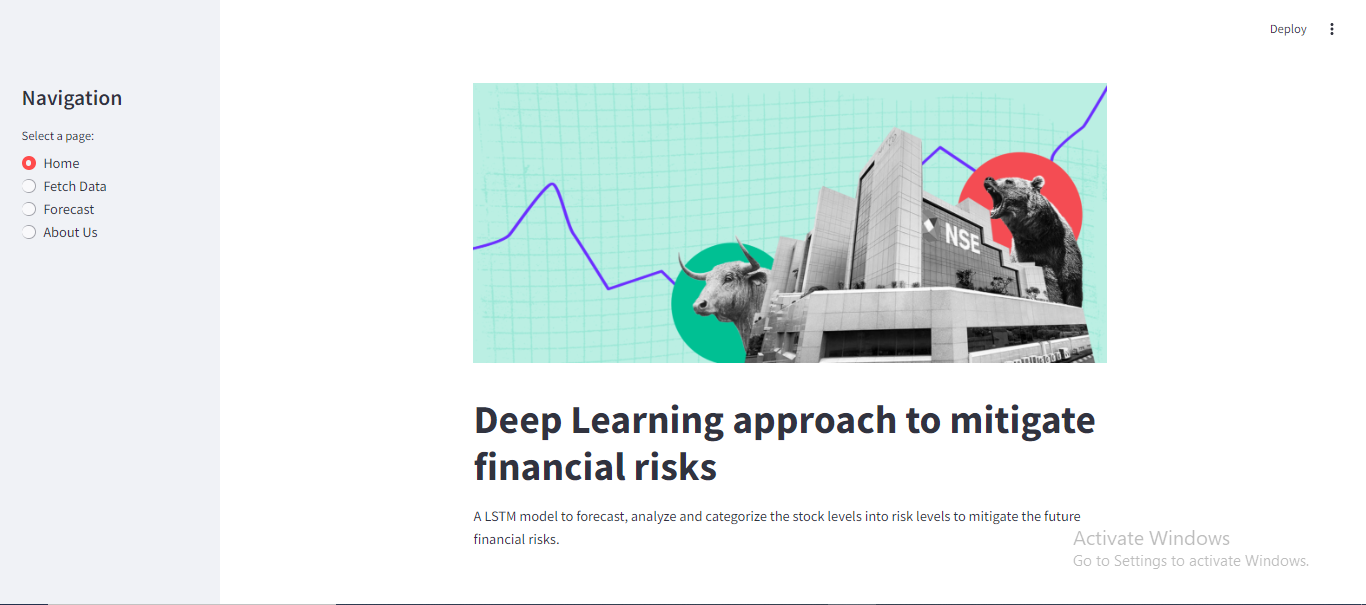 Deploy
Navigation
Select a page:
Home
Fetch Data
Forecast
About Us
NSE
Deep Learning approach to mitigate
financial risks
A LSTM model to forecast, analyze and categorize the stock levels into risk levels to mitigate the future
financial risks.
Activate Windows
Go to Settings to activate Windows.